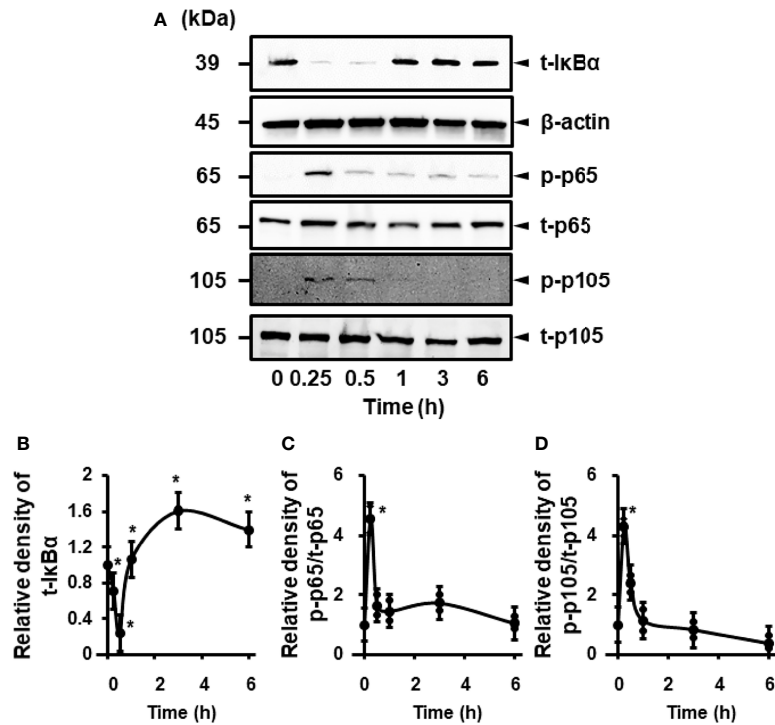 A (kDa)
39 t-IκBα
45 β-actin
65 p-p65
65 t-p65
105 p-p105
105 t-p105
0 0.25 0.5 1 3 6
Time (h)
B
Relative density of
t-IκBα
2
1.6
1.2
0.8
0.4
0
* * * * *
0 2 4 6
Time (h)
C
Relative density of
p-p65/t-p65
6
4
2
0
*
0 2 4 6
Time (h)
D
Relative density of
p-p105/t-p105
6
4
2
0
*
0 2 4 6
Time (h)